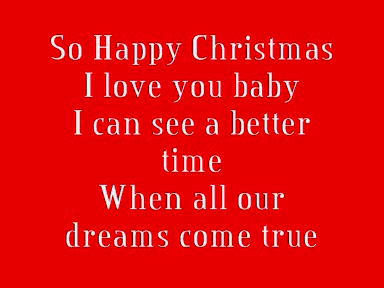 So Happy Christmas
I love you baby
I can see a better
time
When all our
dreams come true